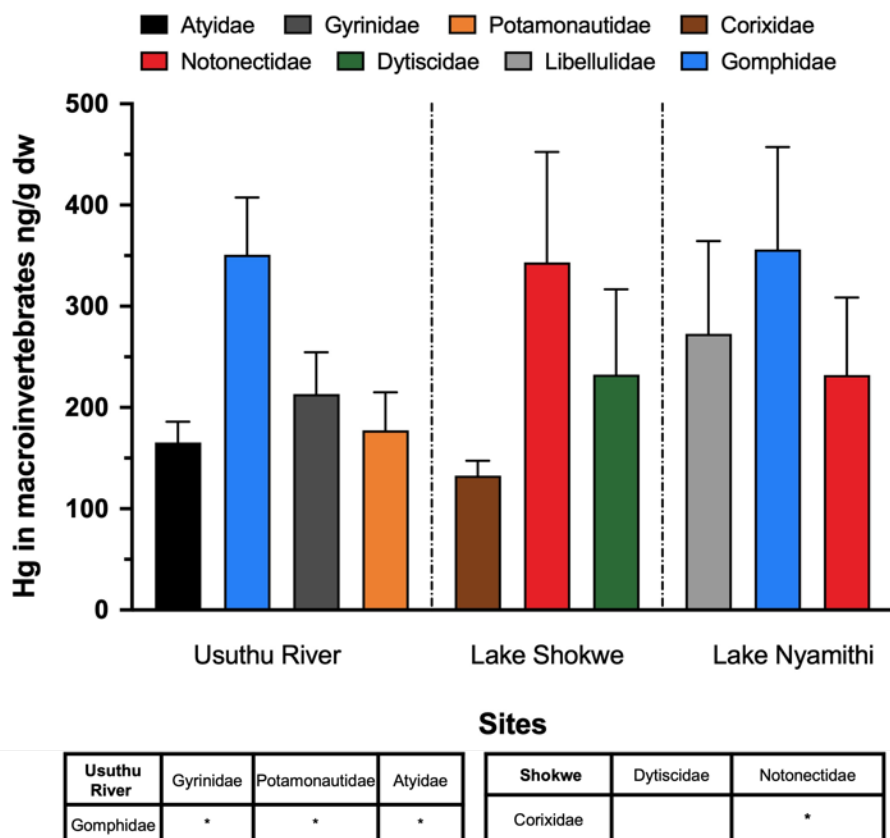 Atyidae Gyrinidae Potamonautidae Corixidae
Notonectidae Dytiscidae Libellulidae Gomphidae
Hg in macroinvertebrates ng/g dw
500
400
300
200
100
0
Usuthu River Lake Shokwe Lake Nyamithi
Sites
Usuthu River Gyrinidae Potamonautidae Atyidae
Gomphidae * * *
Shokwe Dytiscidae Notonectidae
Corixidae *